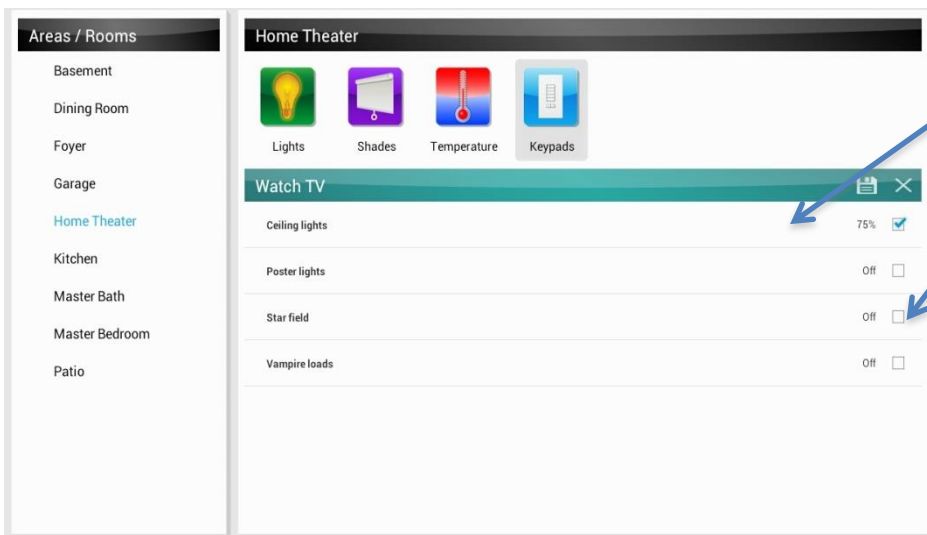 Areas / Rooms
Basement
Dining Room
Foyer
Garage
Home Theater
Kitchen
Master Bath
Master Bedroom
Patio
Home Theater
Lights Shades Temperature Keypads
Watch TV
Ceiling lights 75%
Poster lights Off
Star field Off
Vampire loads Off